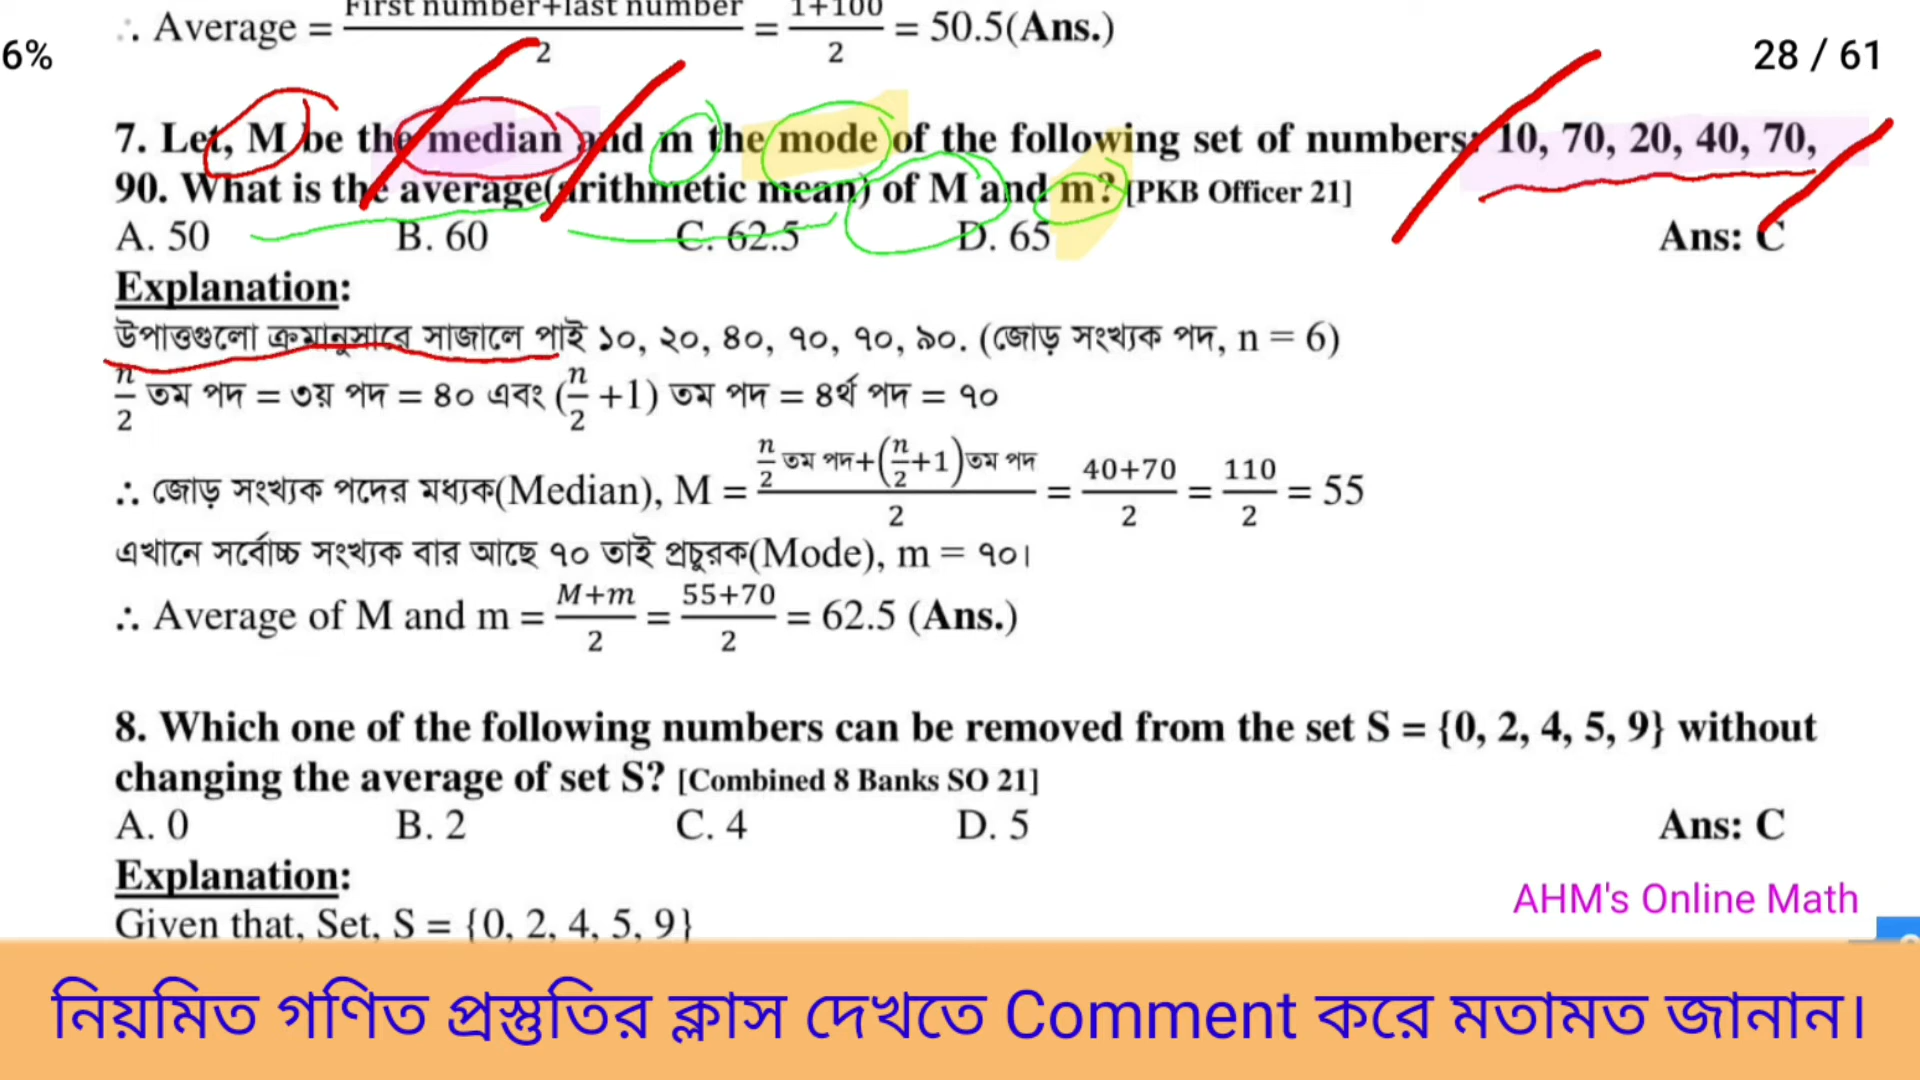 ∴ Average = First number+last number / 2 = 1+100 / 2 = 50.5(Ans.)
6%
28 / 61
7. Let, M be the median and m the mode of the following set of numbers: 10, 70, 20, 40, 70,
90. What is the average(arithmetic mean) of M and m? [PKB Officer 21]
A. 50 B. 60 C. 62.5 D. 65 Ans: C
Explanation:
উপাত্তগুলো ক্রমানুসারে সাজালে পাই ১০, ২০, ৪০, ৭০, ৭০, ৯০. (জোড় সংখ্যক পদ, n = 6)
n/2 তম পদ = ৩য় পদ = ৪০ এবং (n/2 +1) তম পদ = ৪র্থ পদ = ৭০
∴ জোড় সংখ্যক পদের মধ্যক(Median), M = n/2 তম পদ+(n/2+1)তম পদ / 2 = 40+70 / 2 = 110 / 2 = 55
এখানে সর্বোচ্চ সংখ্যক বার আছে ৭০ তাই প্রচুরক(Mode), m = ৭০।
∴ Average of M and m = M+m / 2 = 55+70 / 2 = 62.5 (Ans.)
8. Which one of the following numbers can be removed from the set S = {0, 2, 4, 5, 9} without
changing the average of set S? [Combined 8 Banks SO 21]
A. 0 B. 2 C. 4 D. 5 Ans: C
Explanation:
AHM's Online Math
Given that, Set, S = {0, 2, 4, 5, 9}
নিয়মিত গণিত প্রস্তুতির ক্লাস দেখতে Comment করে মতামত জানান।